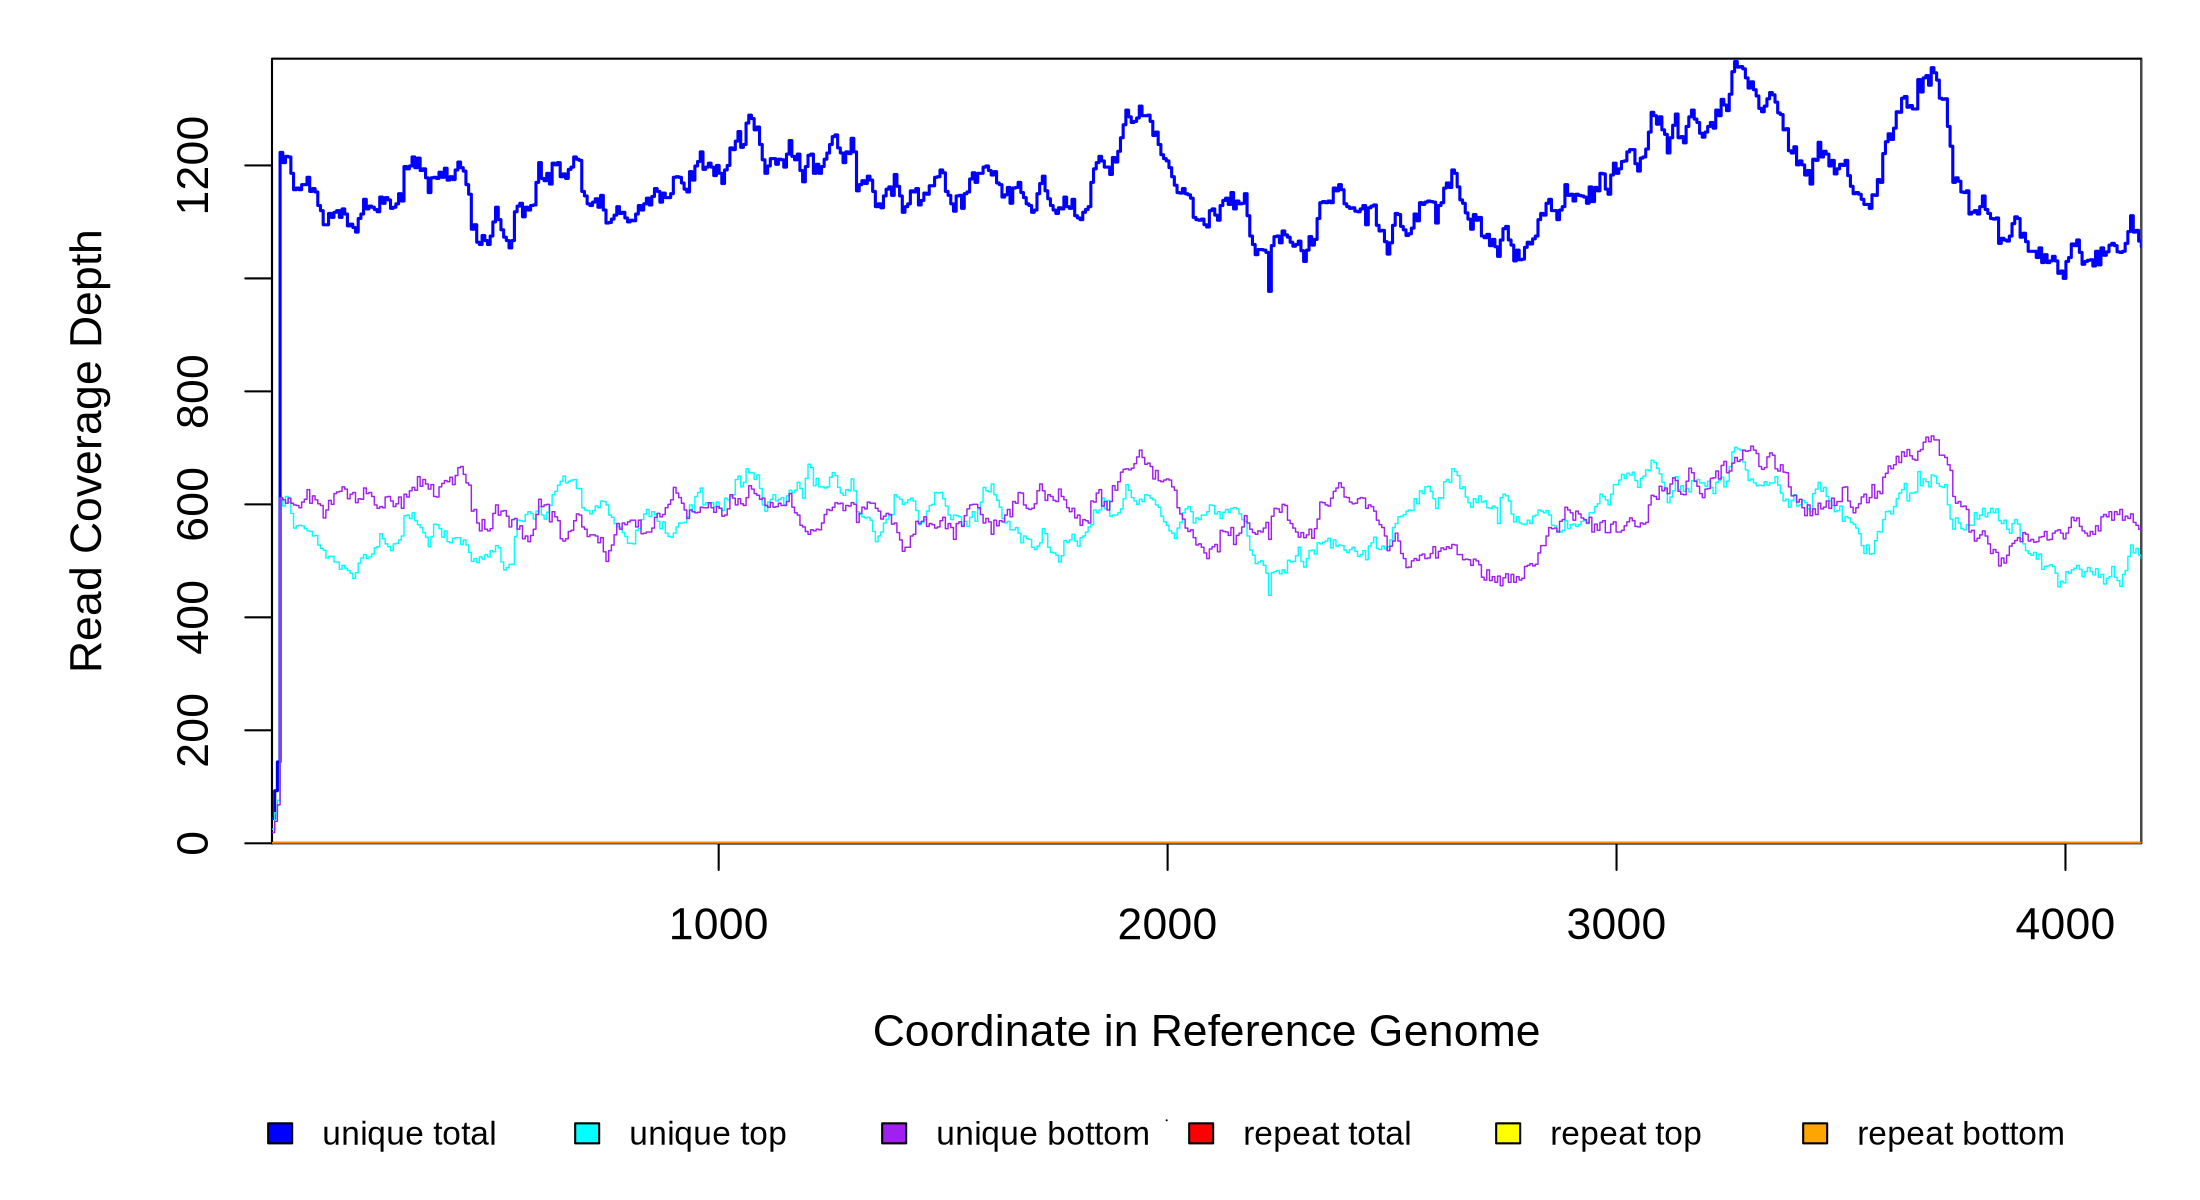 Read Coverage Depth
1200
800
600
400
200
0
1000 2000 3000 4000
Coordinate in Reference Genome
unique total unique top unique bottom repeat total repeat top repeat bottom